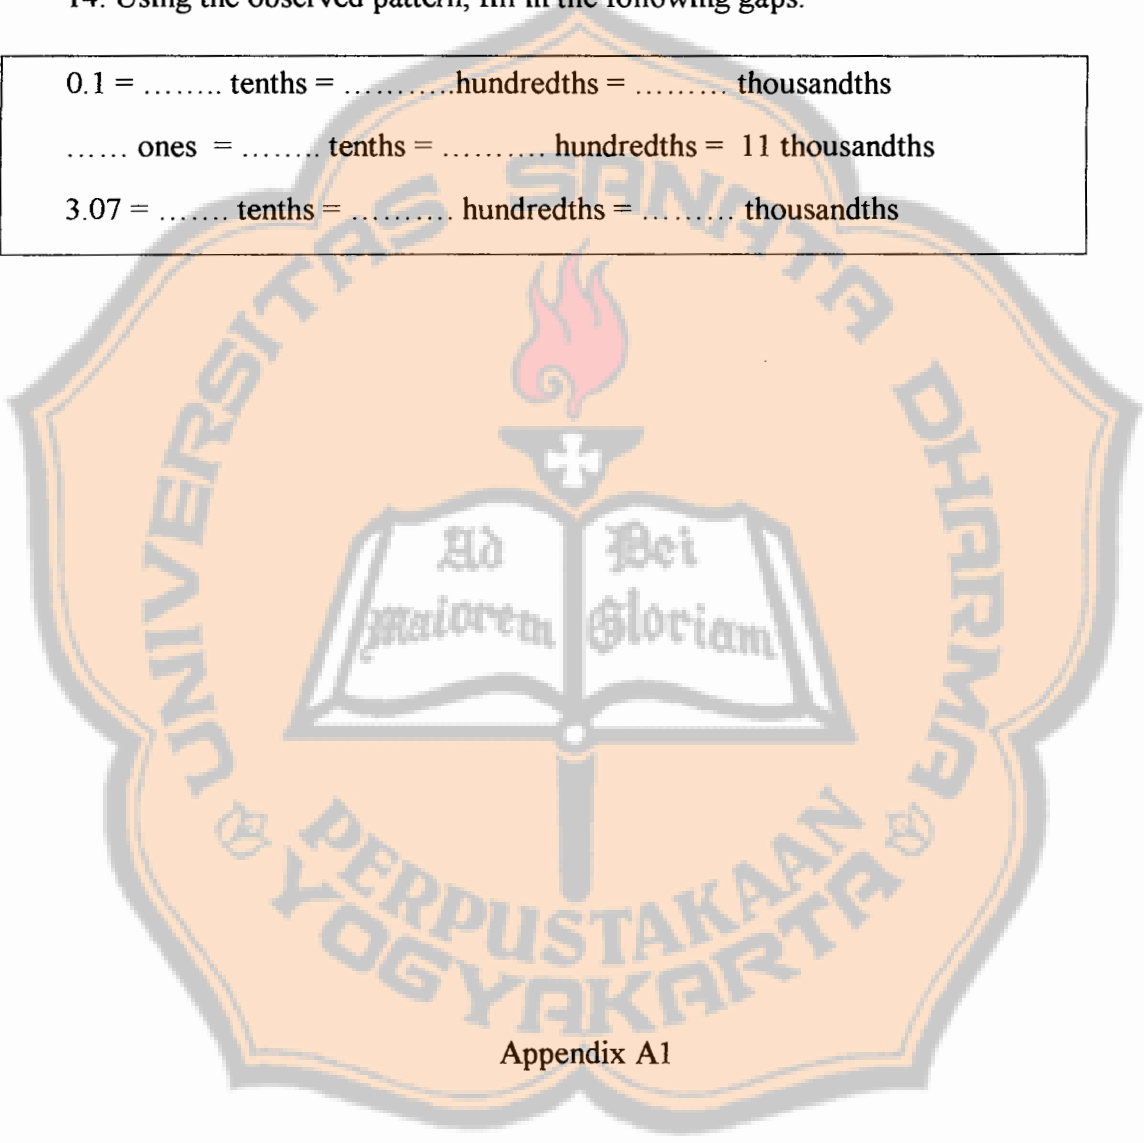 14. Using the observed pattern, fill in the following gaps.
0.1 = ........ tenths = ...........hundredths = ......... thousandths
...... ones = ........ tenths = .......... hundredths = 11 thousandths
3.07 = ....... tenths = .......... hundredths = ......... thousandths
UNIVERSITAS SANATA DHARMA
Ad Dei
maiorem Gloriam
PERPUSTAKAAN
YOGYAKARTA
Appendix A1